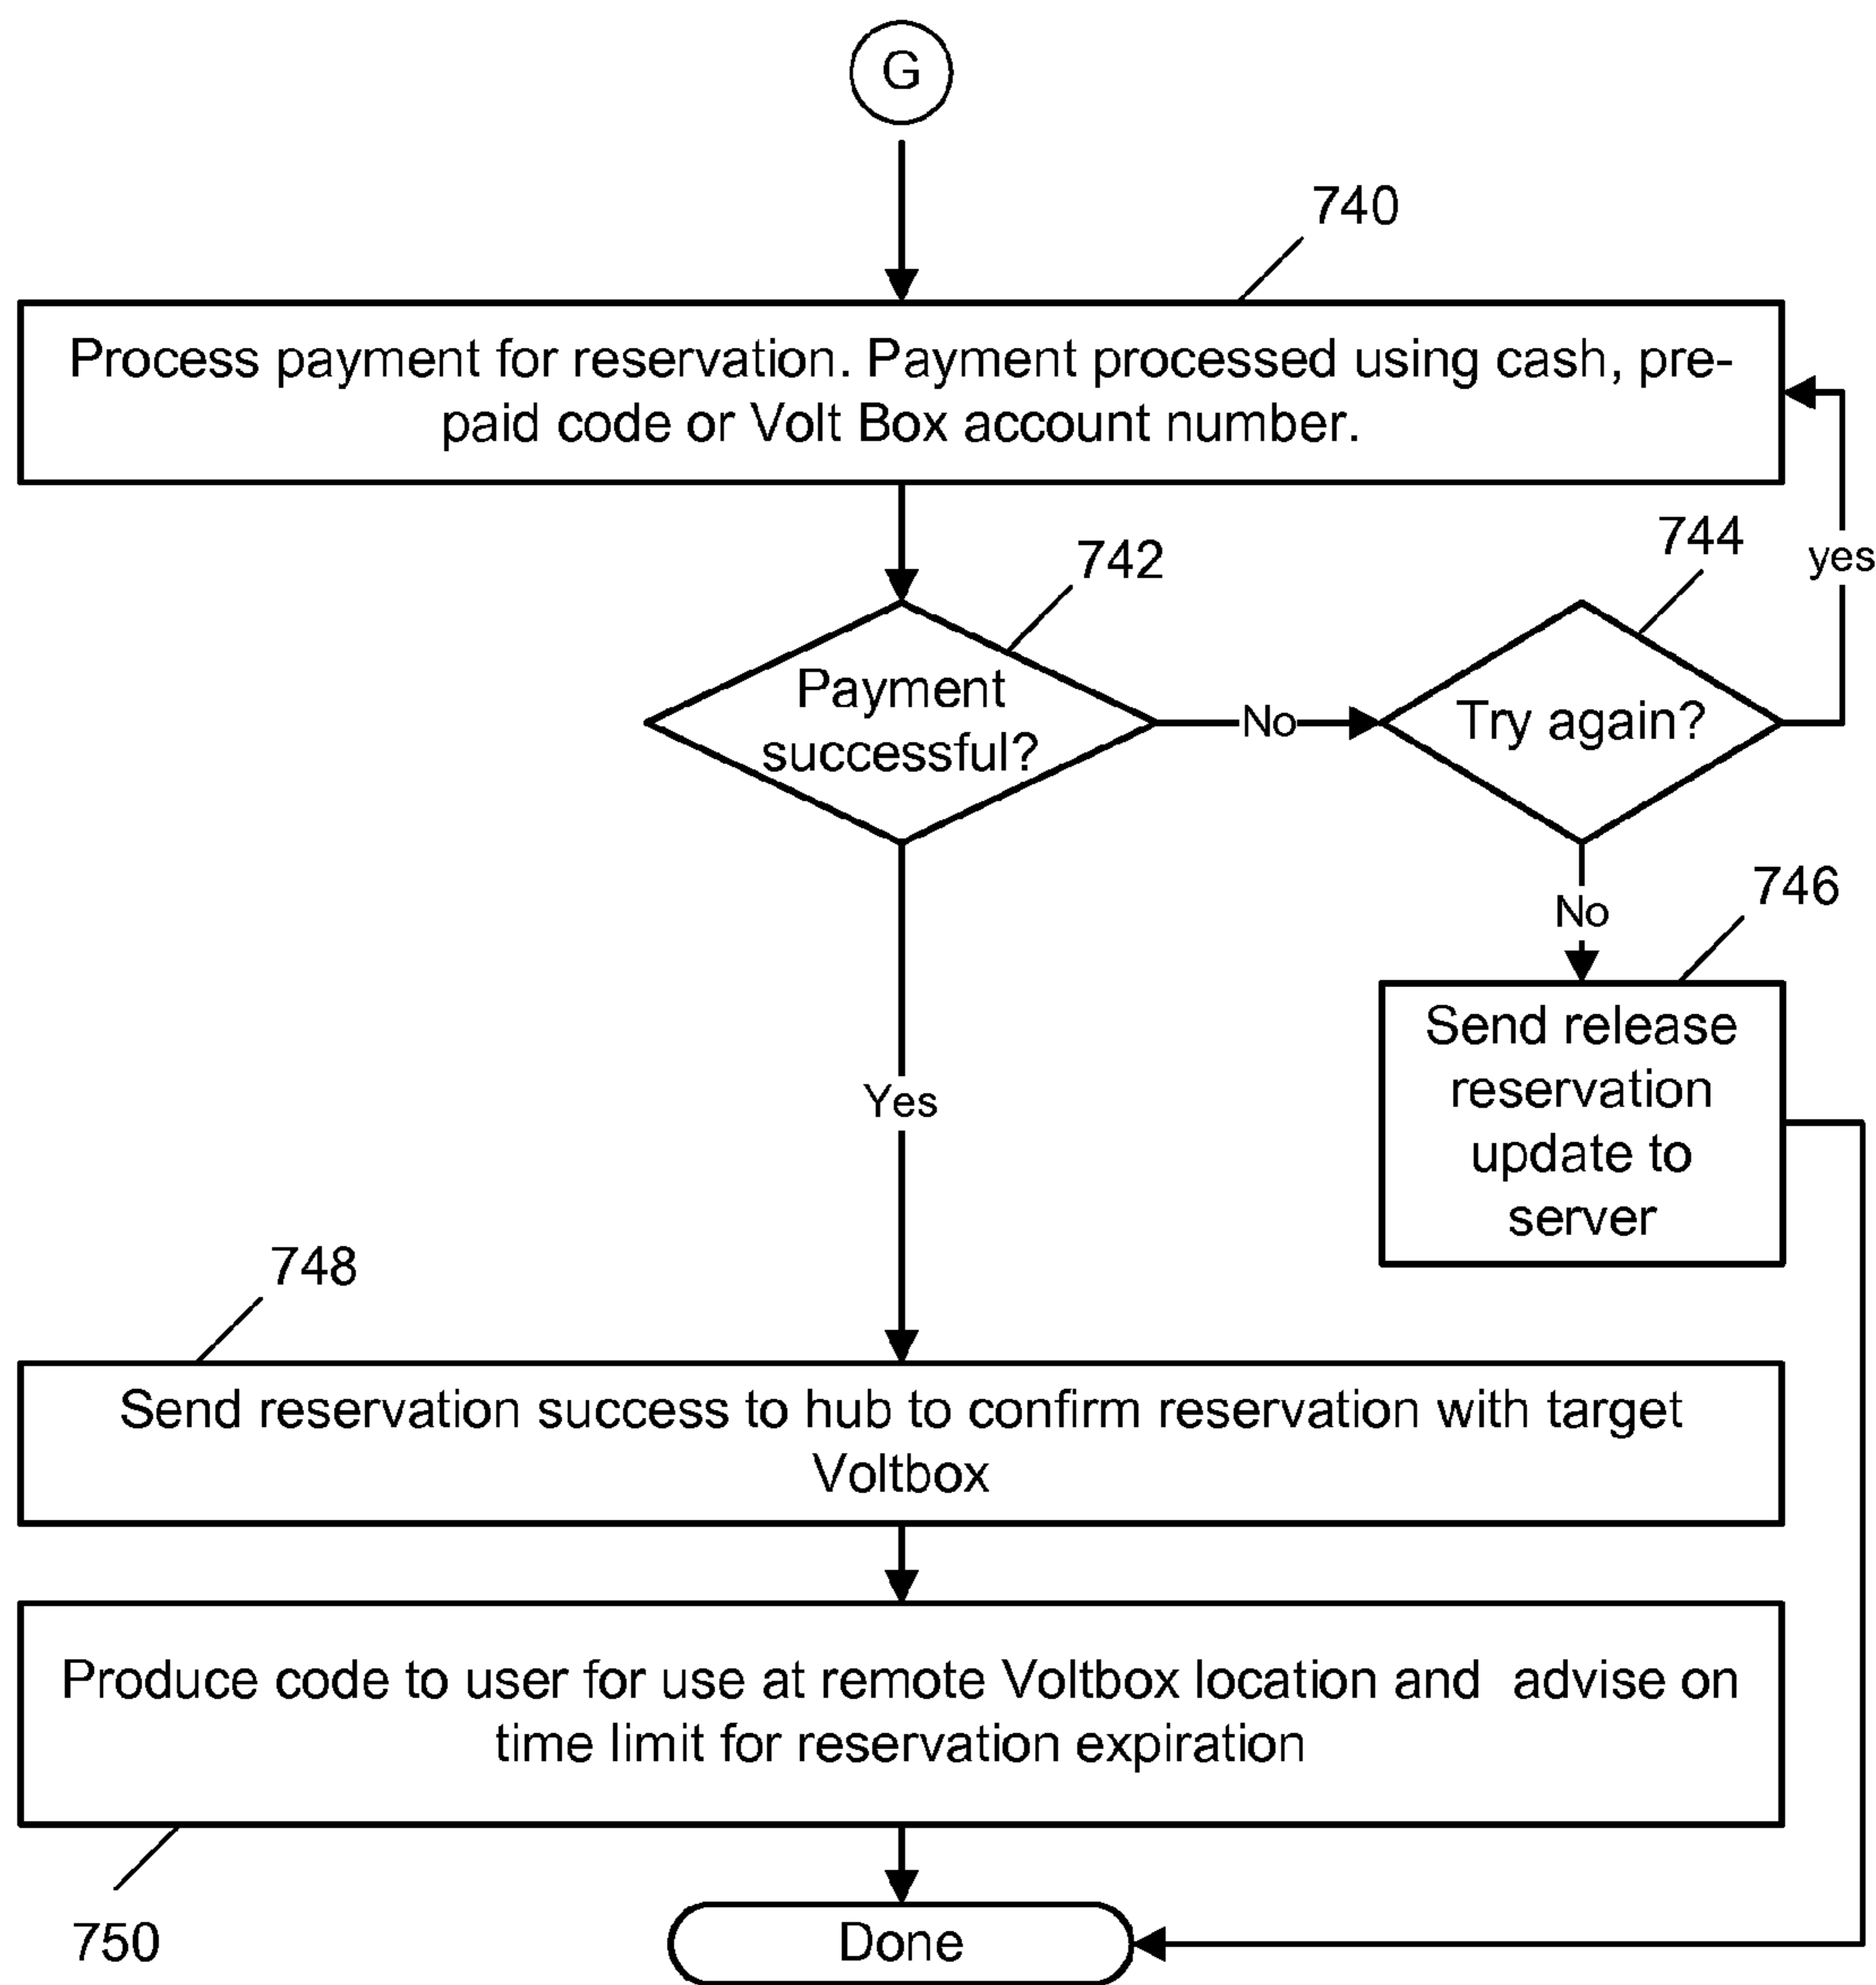 G
740
Process payment for reservation. Payment processed using cash, pre-
paid code or Volt Box account number.
742
744
yes
Payment
successful?
No
Try again?
No
746
Send release
reservation
update to
server
Yes
748
Send reservation success to hub to confirm reservation with target
Voltbox
Produce code to user for use at remote Voltbox location and  advise on
time limit for reservation expiration
750
Done